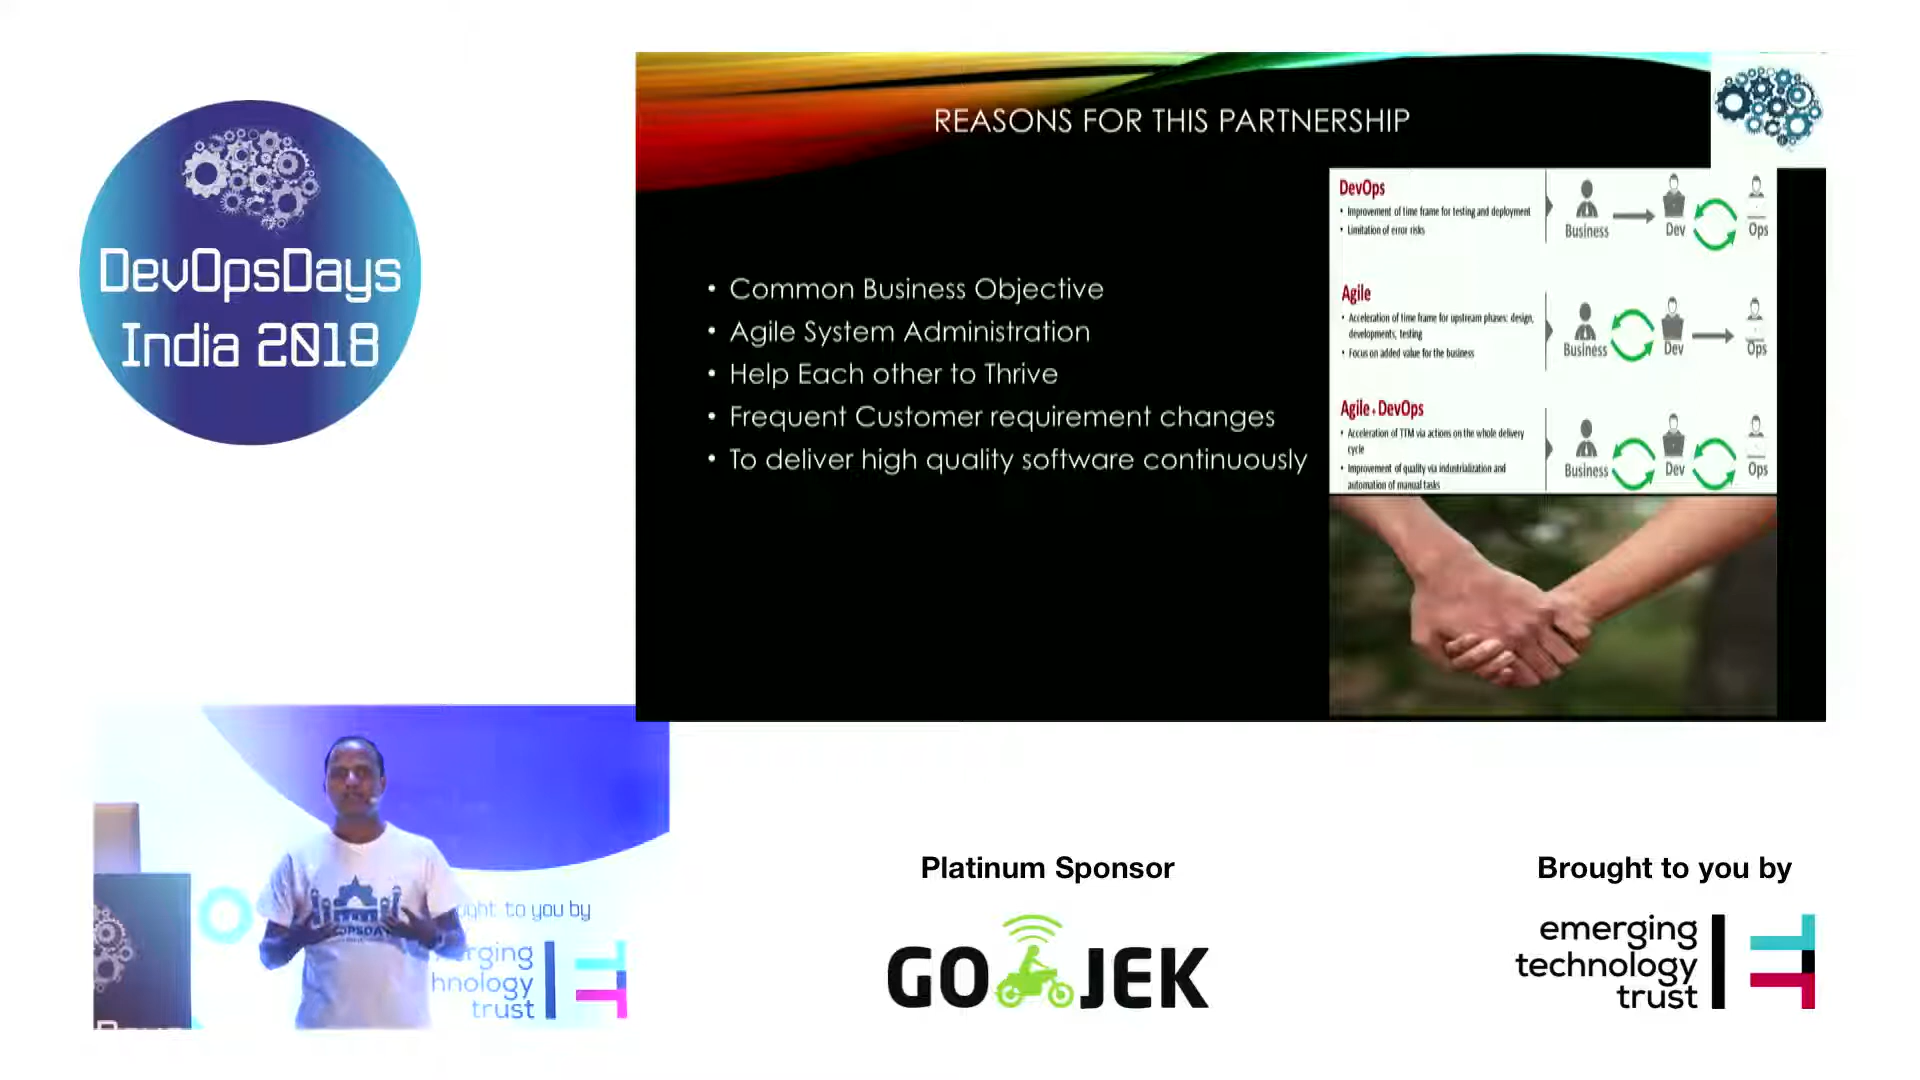 DevOpsDays
India 2018
REASONS FOR THIS PARTNERSHIP
• Common Business Objective
• Agile System Administration
• Help Each other to Thrive
• Frequent Customer requirement changes
• To deliver high quality software continuously
DevOps
• Improvement of time frame for testing and deployment
• Limitation of error risks
Business
Dev
Ops
Agile
• Acceleration of time frame for upstream phases: design,
developments, testing
• Focus on added value for the business
Business
Dev
Ops
Agile + DevOps
• Acceleration of TTM via actions on the whole delivery
cycle
• Improvement of quality via industrialization and
automation of manual tasks
Business
Dev
Ops
to you by
trust
Platinum Sponsor
GO JEK
Brought to you by
emerging
technology
trust